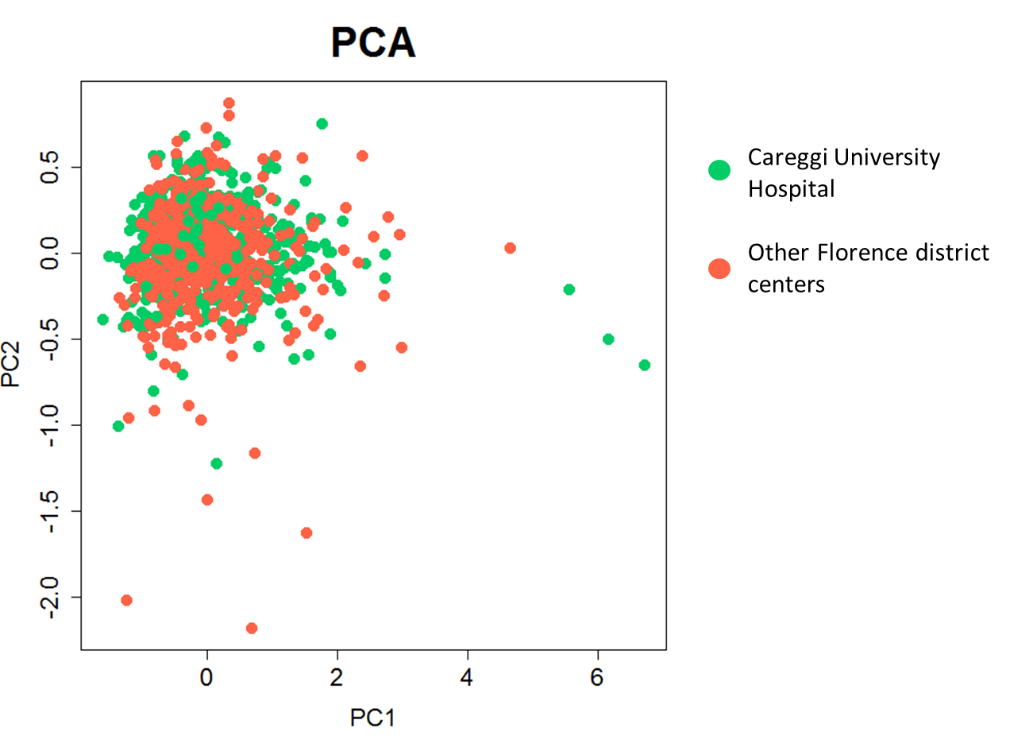 PCA
Careggi University
Hospital
Other Florence district
centers
0.5
0.0
-0.5
-1.0
-1.5
-2.0
PC2
0 2 4 6
PC1